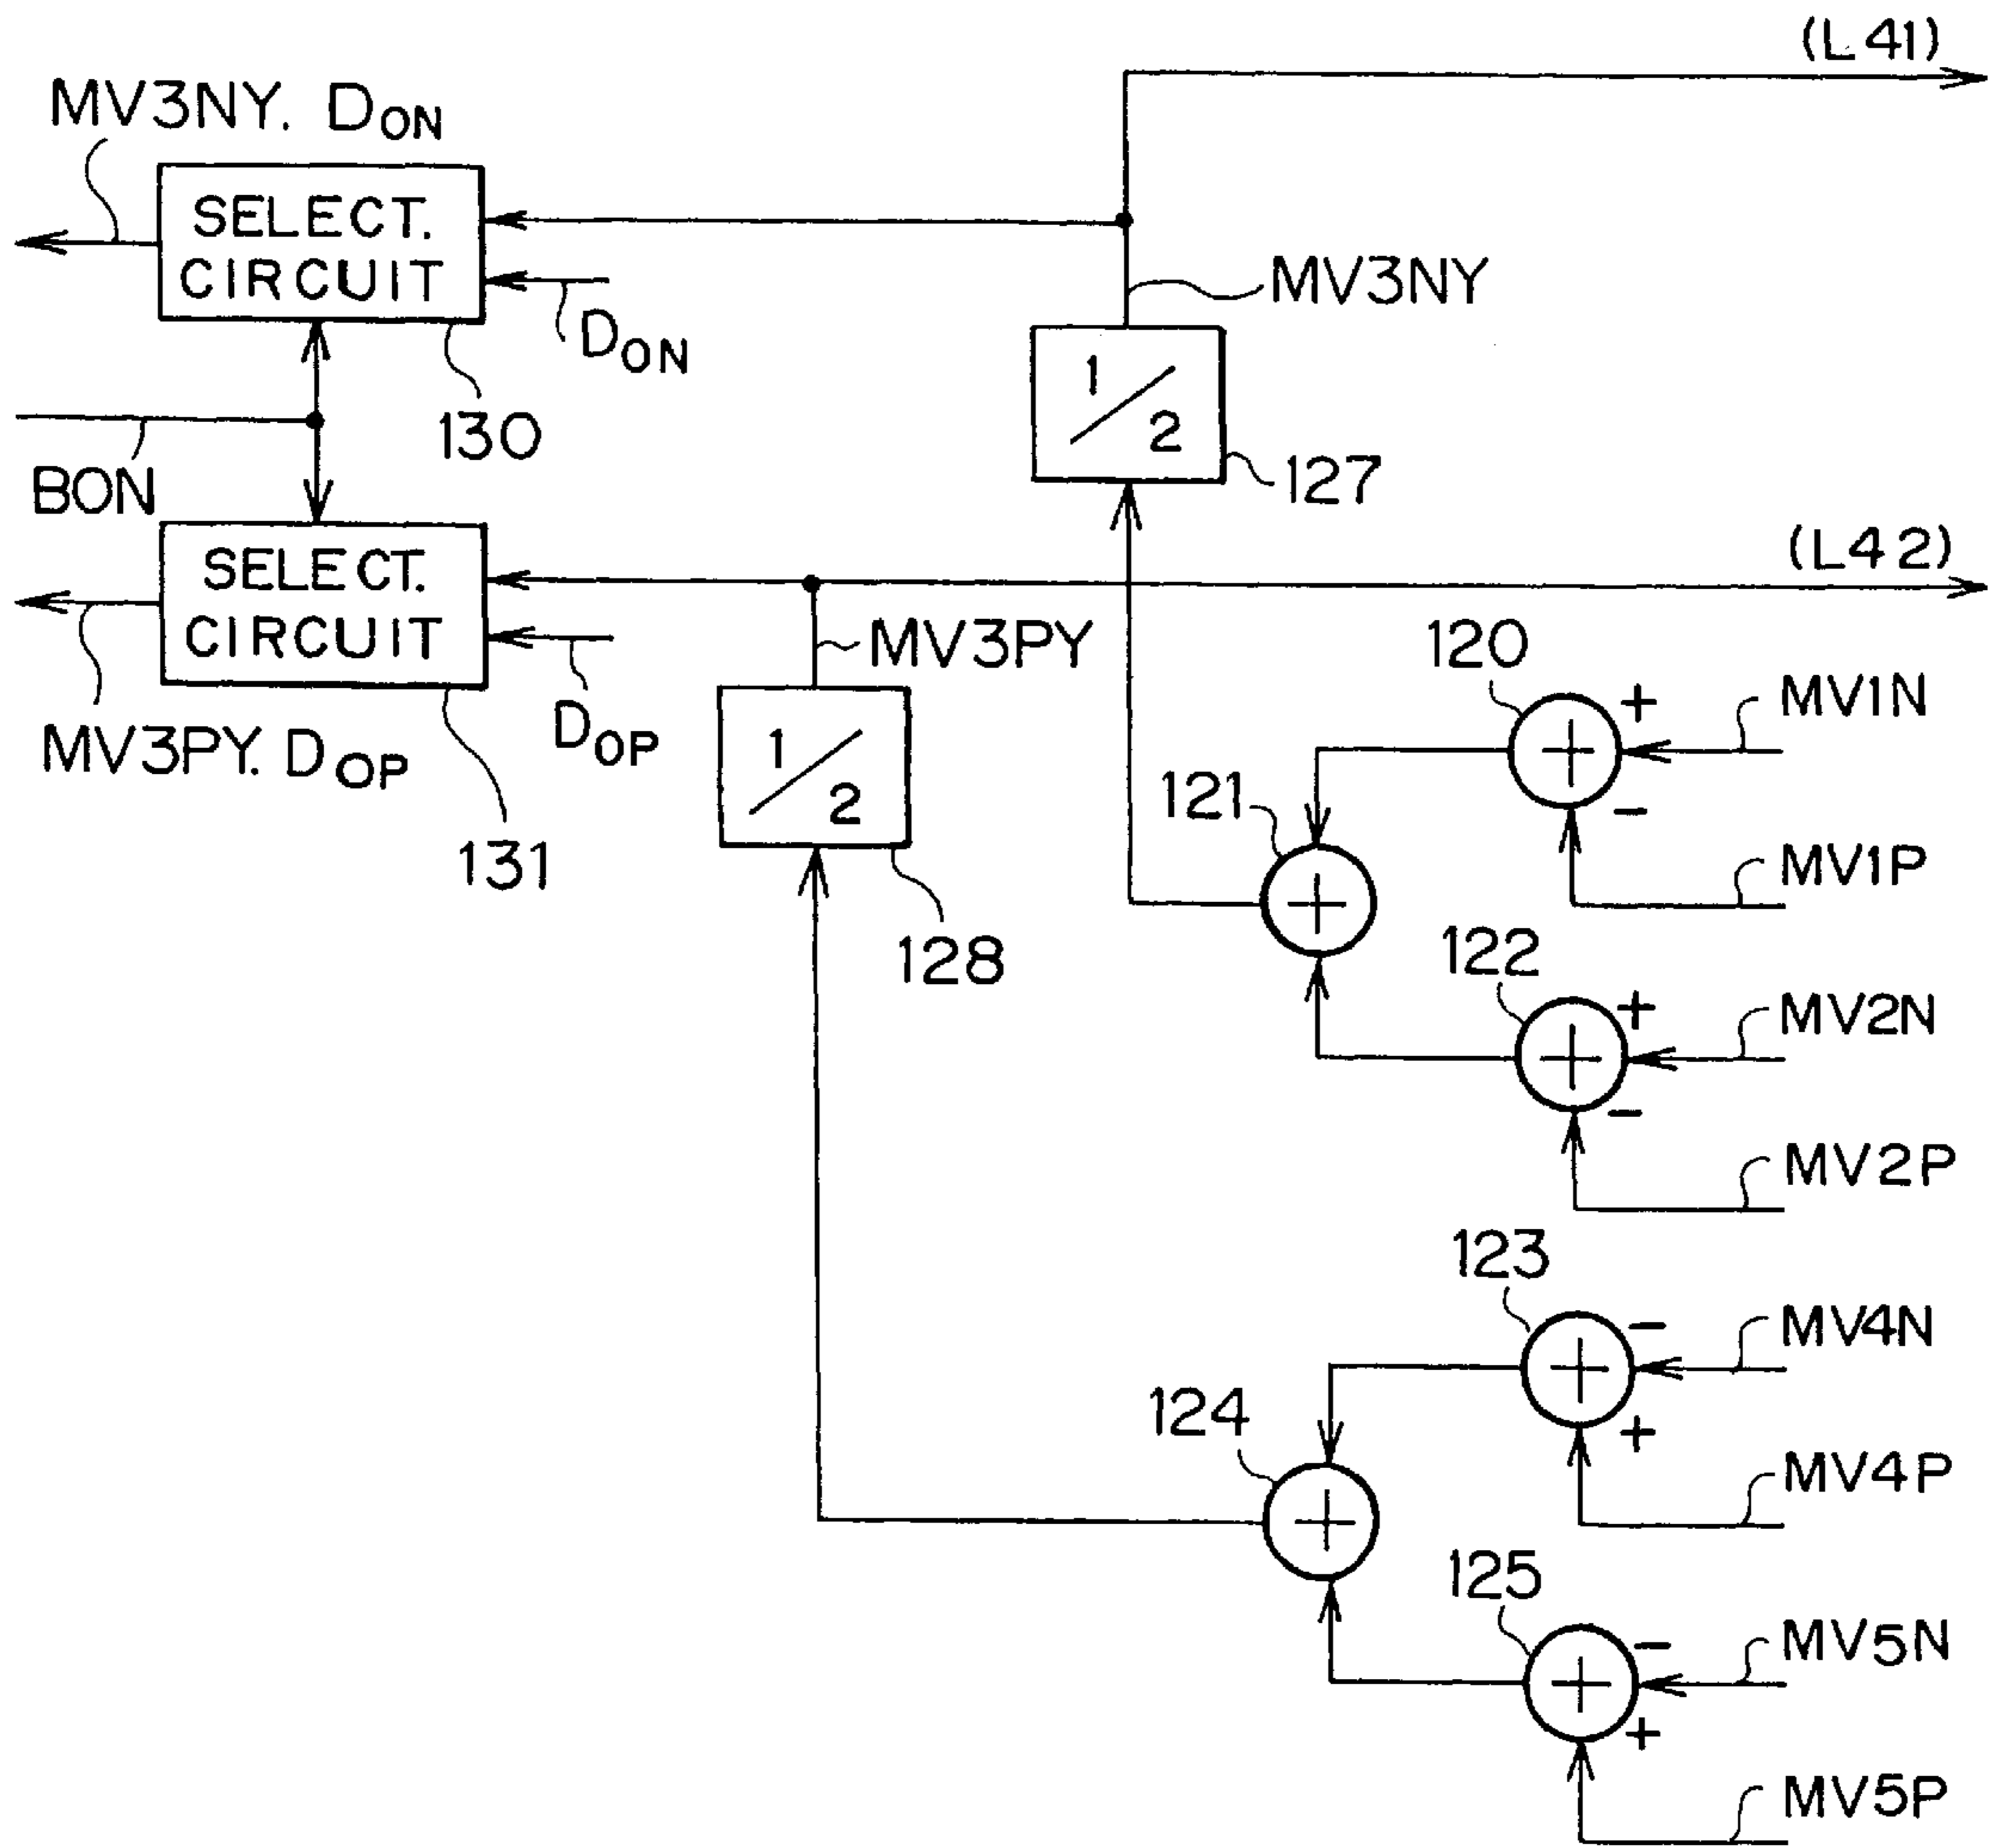 (L41)
MV3NY. DON
SELECT.
CIRCUIT
DON
MV3NY
1/2
130
127
BON
(L42)
SELECT.
CIRCUIT
MV3PY
120
+
MV1N
MV3PY. DOP
DOP
1/2
121
+
-
131
MV1P
+
128
122
+
MV2N
+
-
MV2P
123
-
MV4N
+
124
+
MV4P
+
125
-
MV5N
+
+
MV5P